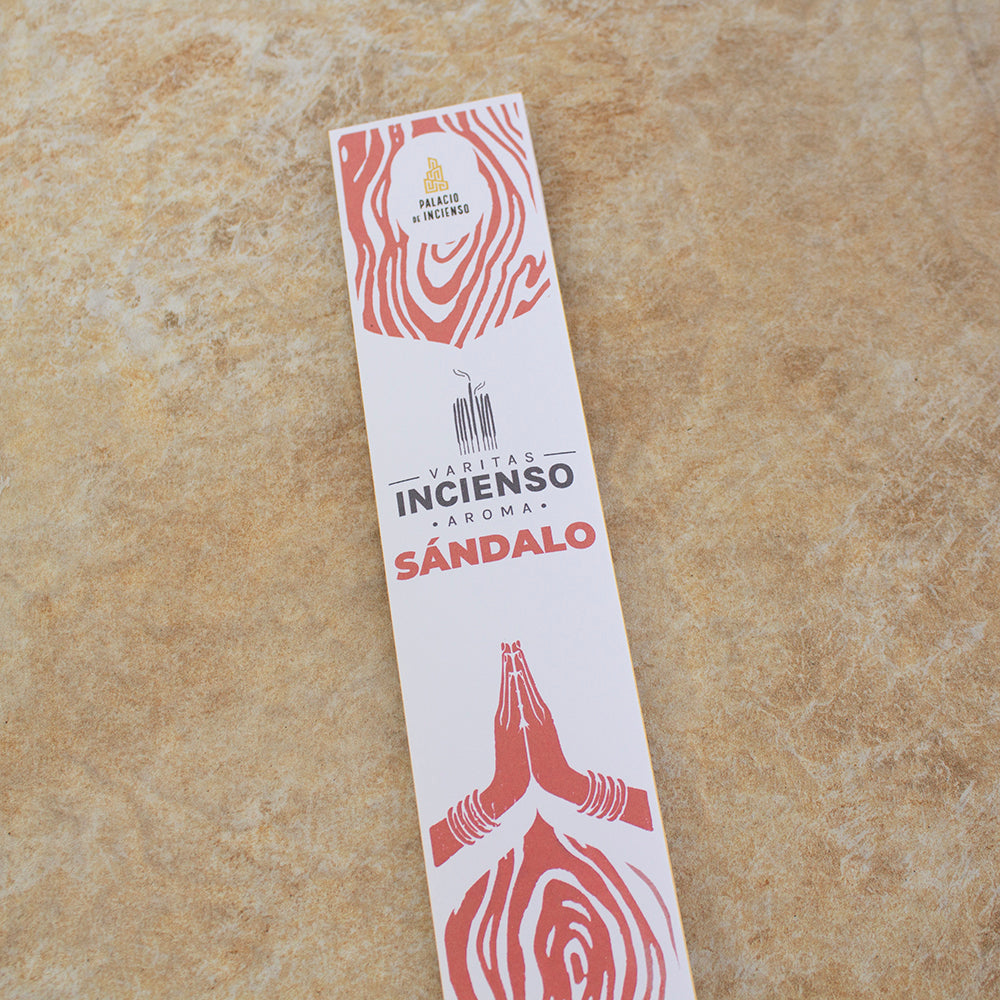 PALACIO
DE INCIENSO
VARITAS
INCIENSO
• AROMA •
SÁNDALO